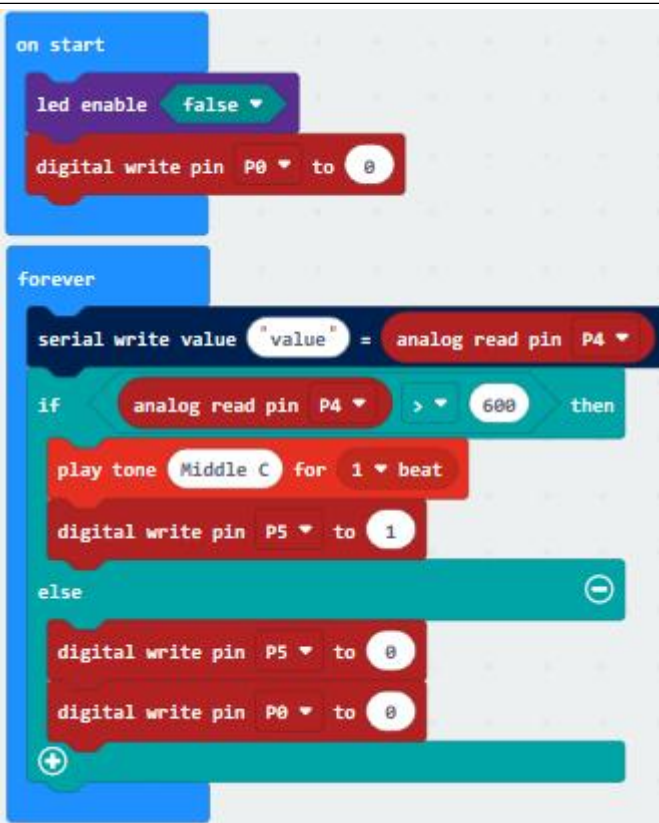 on start
led enable false
digital write pin P0 to 0
forever
serial write value "value" = analog read pin P4
if analog read pin P4 > 600 then
play tone Middle C for 1 beat
digital write pin P5 to 1
else
digital write pin P5 to 0
digital write pin P0 to 0